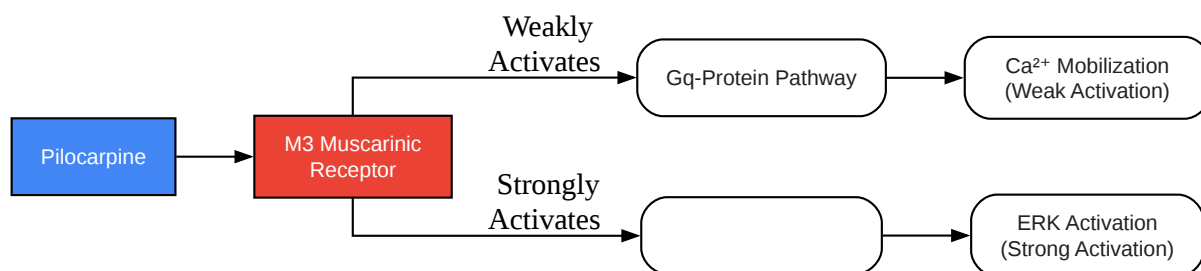 Weakly
Activates
Gq-Protein Pathway
Ca²⁺ Mobilization
(Weak Activation)
Pilocarpine
M3 Muscarinic
Receptor
Strongly
Activates
ERK Activation
(Strong Activation)